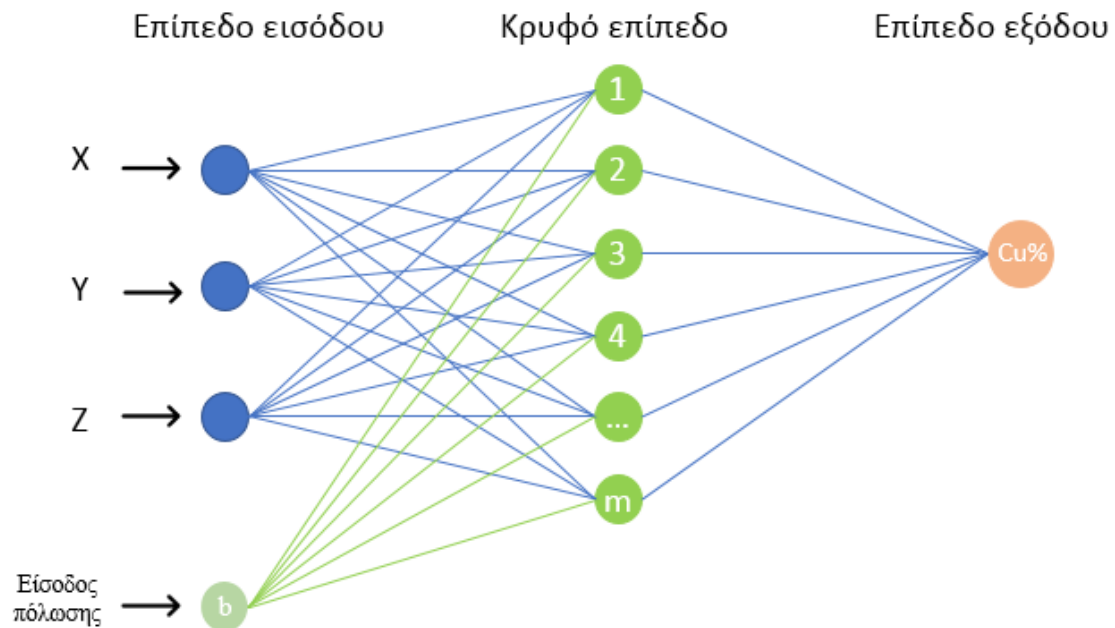 Επίπεδο εισόδου
Κρυφό επίπεδο
Επίπεδο εξόδου
1
X
2
3
Cu%
Y
4
Z
...
m
Είσοδος
πόλωσης
b